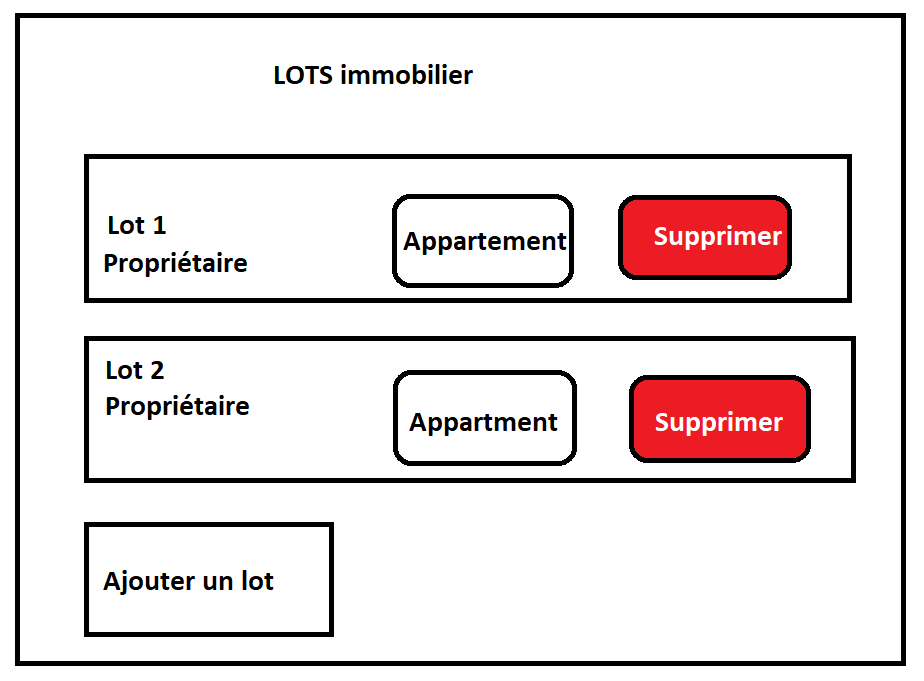 LOTS immobilier
Lot 1
Propriétaire
Appartement
Supprimer
Lot 2
Propriétaire
Appartment
Supprimer
Ajouter un lot